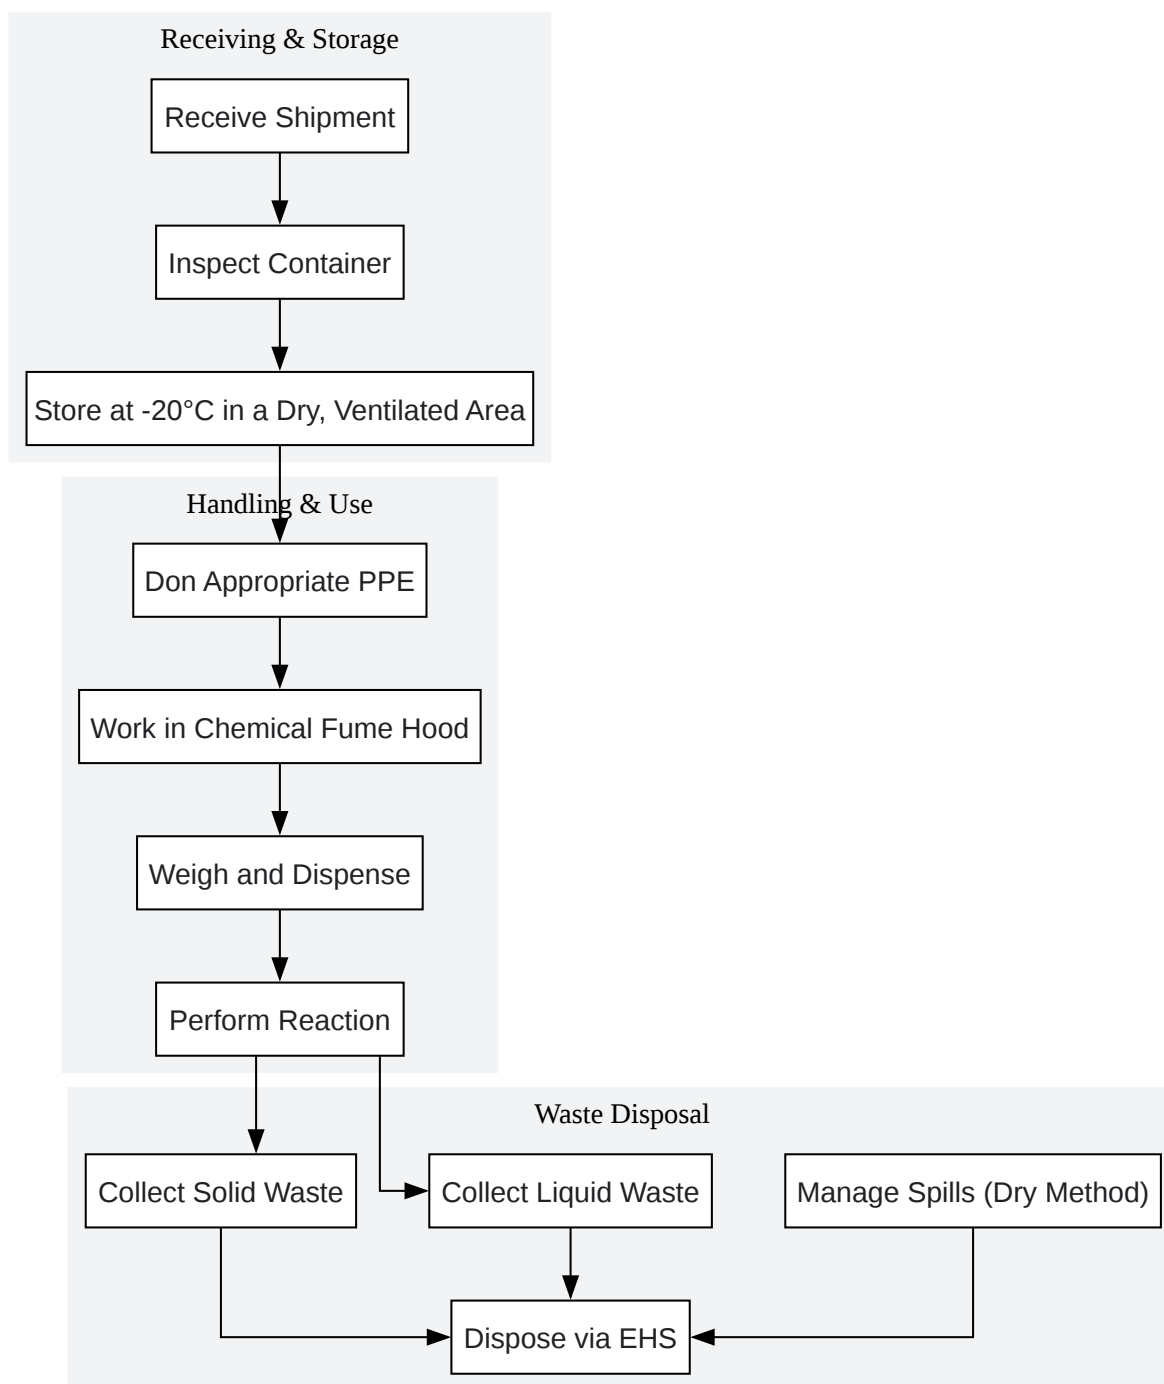 Receiving & Storage
Receive Shipment
Inspect Container
Store at -20°C in a Dry, Ventilated Area
Handling & Use
Don Appropriate PPE
Work in Chemical Fume Hood
Weigh and Dispense
Perform Reaction
Waste Disposal
Collect Solid Waste
Collect Liquid Waste
Manage Spills (Dry Method)
Dispose via EHS